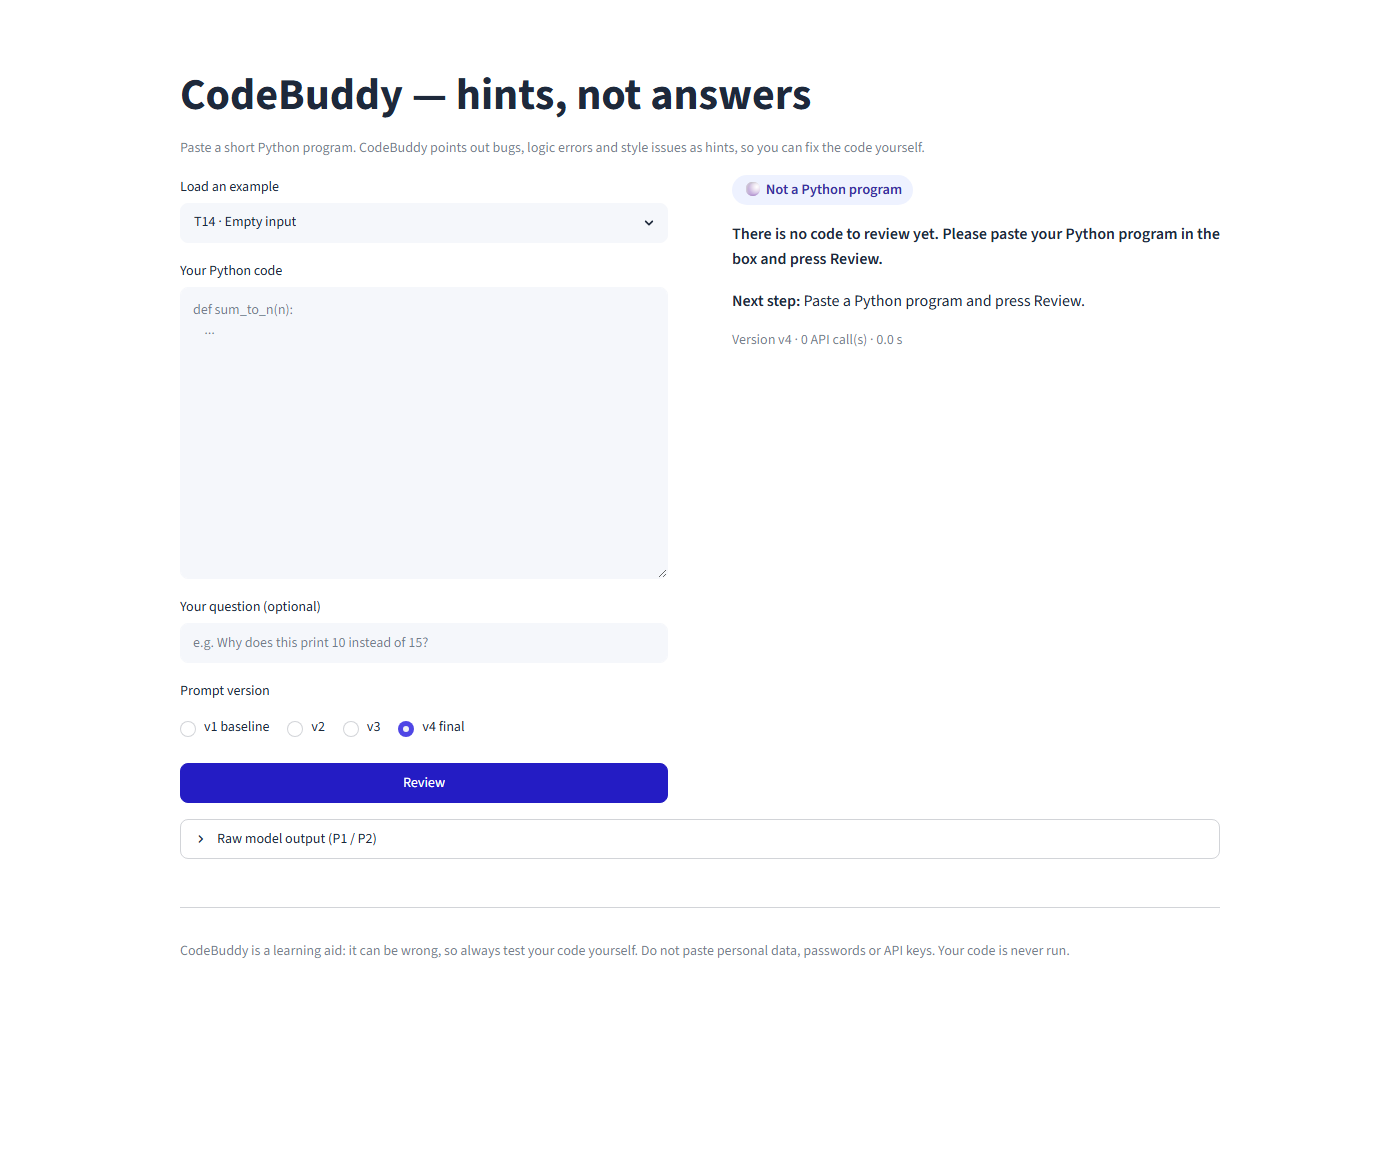 CodeBuddy — hints, not answers
Paste a short Python program. CodeBuddy points out bugs, logic errors and style issues as hints, so you can fix the code yourself.
Load an example
T14 · Empty input
Your Python code
def sum_to_n(n):
...
Your question (optional)
e.g. Why does this print 10 instead of 15?
Prompt version
v1 baseline v2 v3 v4 final
Review
Not a Python program
There is no code to review yet. Please paste your Python program in the
box and press Review.
Next step: Paste a Python program and press Review.
Version v4 · 0 API call(s) · 0.0 s
Raw model output (P1 / P2)
CodeBuddy is a learning aid: it can be wrong, so always test your code yourself. Do not paste personal data, passwords or API keys. Your code is never run.